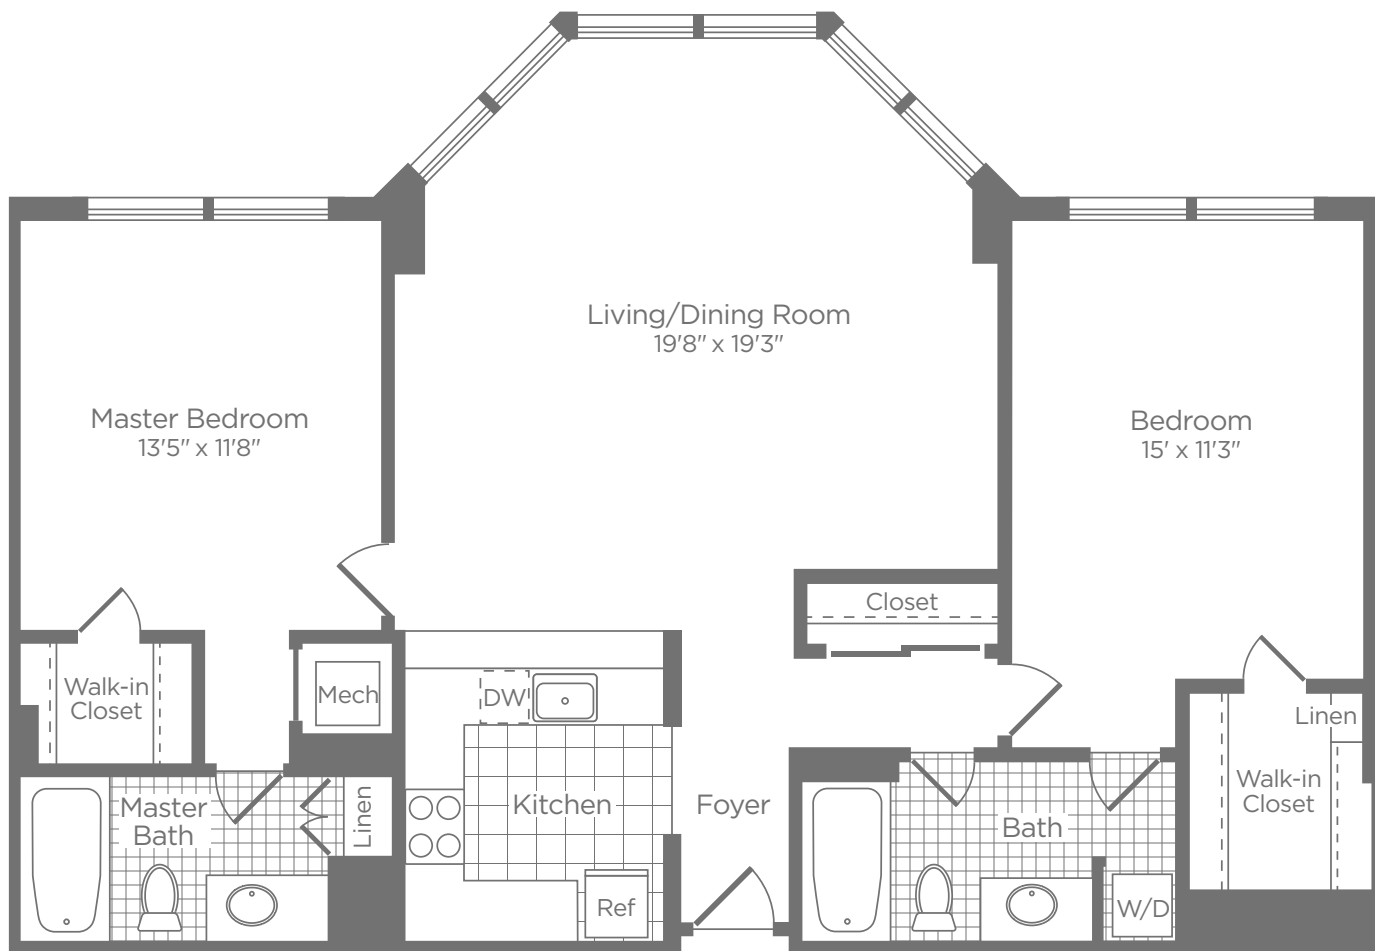 Living/Dining Room
19'8" x 19'3"
Master Bedroom
13'5" x 11'8"
Bedroom
15' x 11'3"
Closet
Walk-in
Closet
Mech
DW
Linen
Walk-in
Closet
Master
Bath
Linen
Kitchen
Foyer
Bath
Ref
W/D